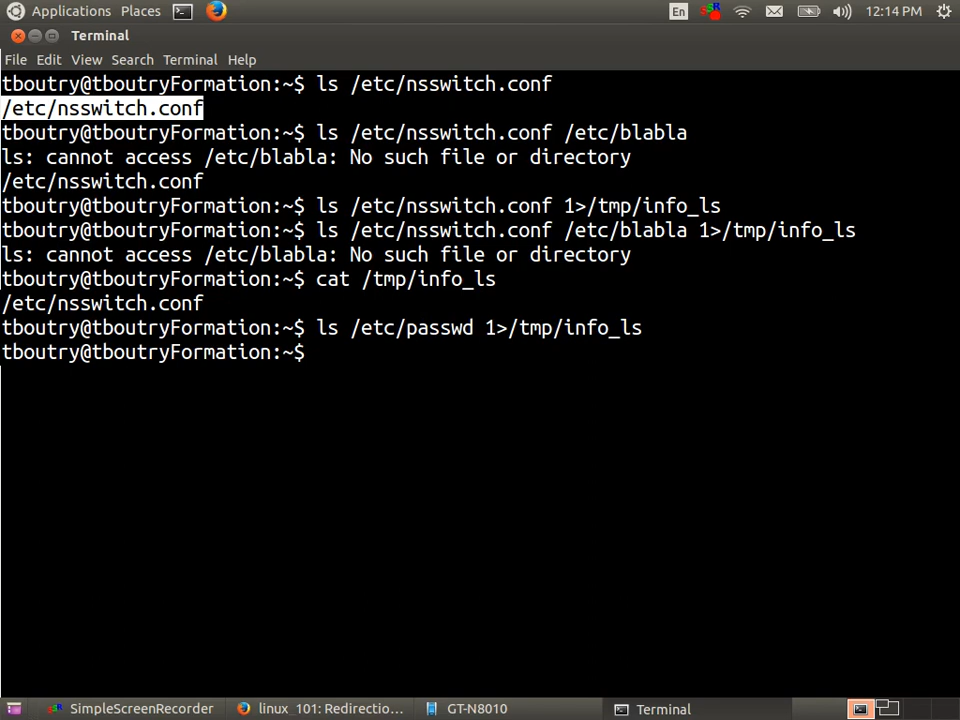 Applications Places En 12:14 PM
Terminal
File Edit View Search Terminal Help
tboutry@tboutryFormation:~$ ls /etc/nsswitch.conf
/etc/nsswitch.conf
tboutry@tboutryFormation:~$ ls /etc/nsswitch.conf /etc/blabla
ls: cannot access /etc/blabla: No such file or directory
/etc/nsswitch.conf
tboutry@tboutryFormation:~$ ls /etc/nsswitch.conf 1>/tmp/info_ls
tboutry@tboutryFormation:~$ ls /etc/nsswitch.conf /etc/blabla 1>/tmp/info_ls
ls: cannot access /etc/blabla: No such file or directory
tboutry@tboutryFormation:~$ cat /tmp/info_ls
/etc/nsswitch.conf
tboutry@tboutryFormation:~$ ls /etc/passwd 1>/tmp/info_ls
tboutry@tboutryFormation:~$
SimpleScreenRecorder linux_101: Redirectio... GT-N8010 Terminal